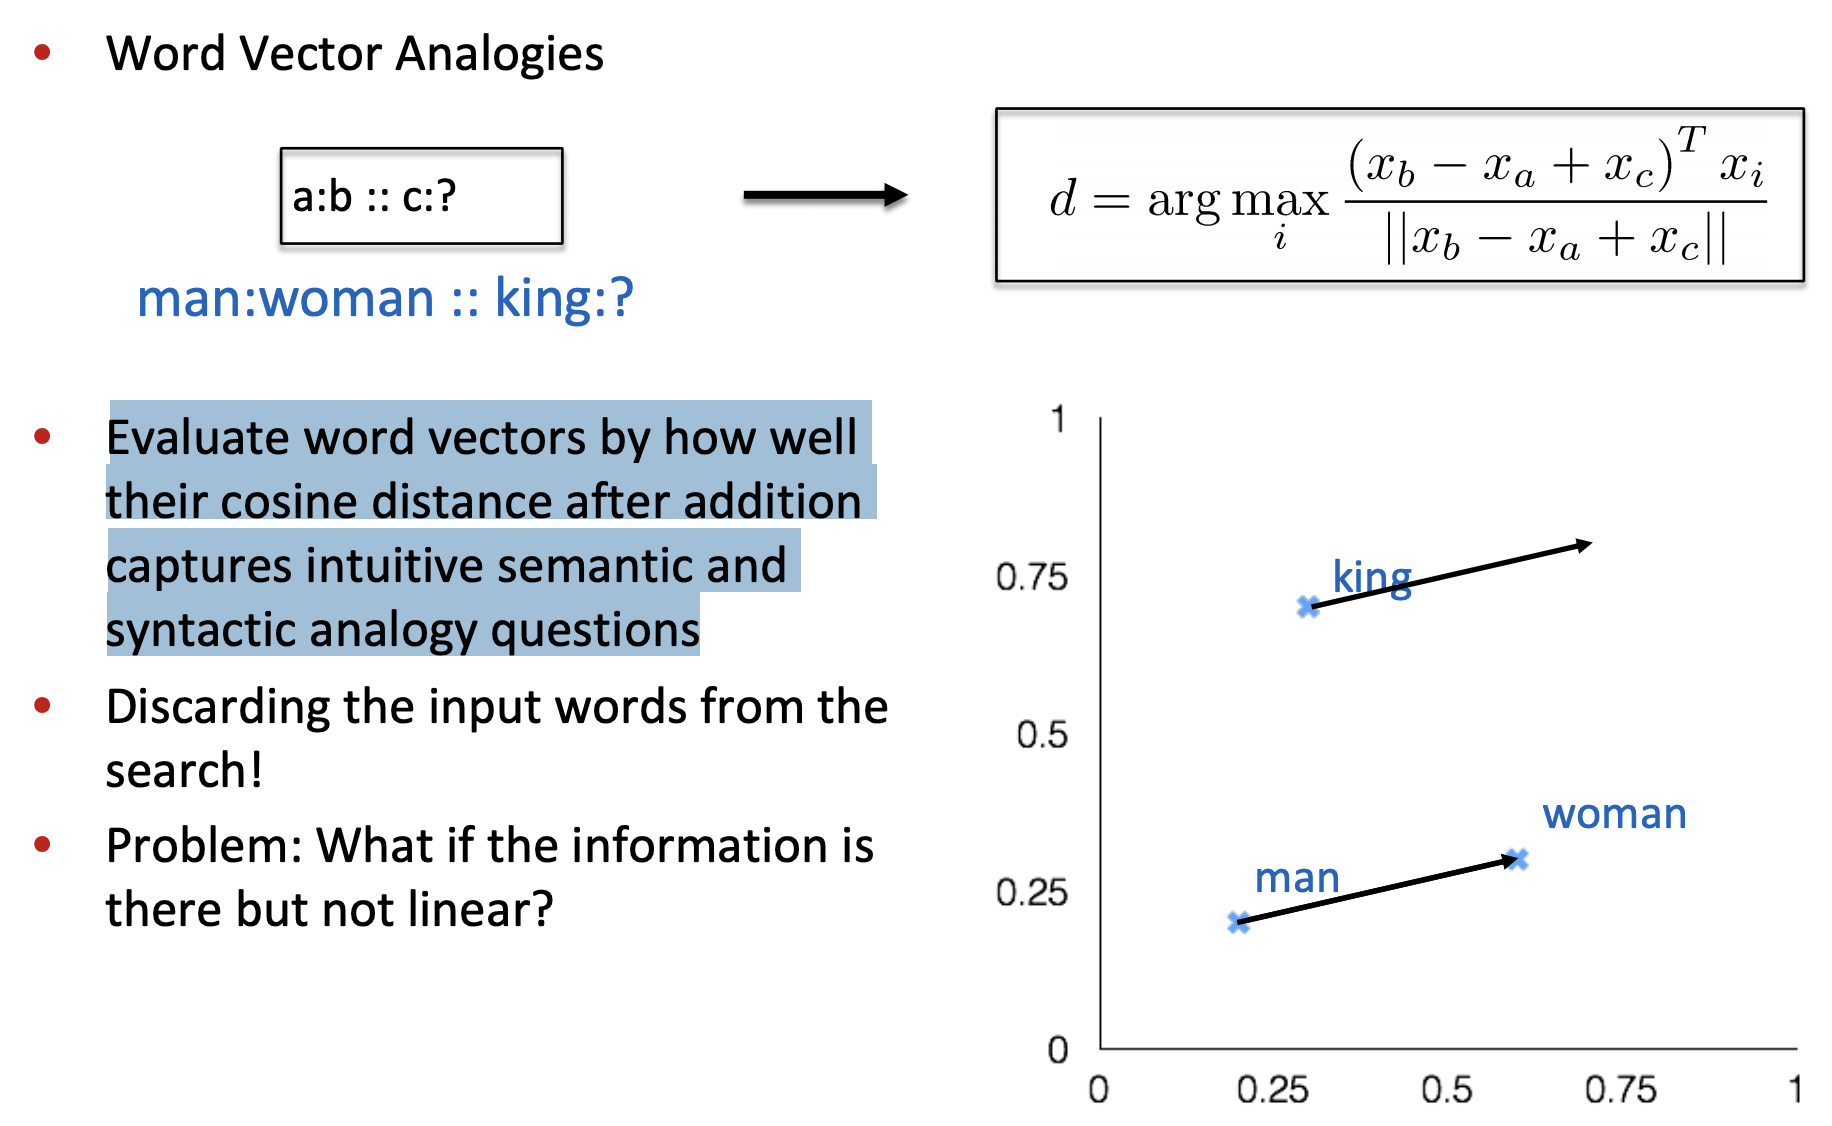 • Word Vector Analogies
a:b :: c:?
man:woman :: king:?
d = arg max_i (x_b − x_a + x_c)^T x_i / ||x_b − x_a + x_c||
• Evaluate word vectors by how well
their cosine distance after addition
captures intuitive semantic and
syntactic analogy questions
• Discarding the input words from the
search!
• Problem: What if the information is
there but not linear?
1
0.75
0.5
0.25
0
king
woman
man
0 0.25 0.5 0.75 1